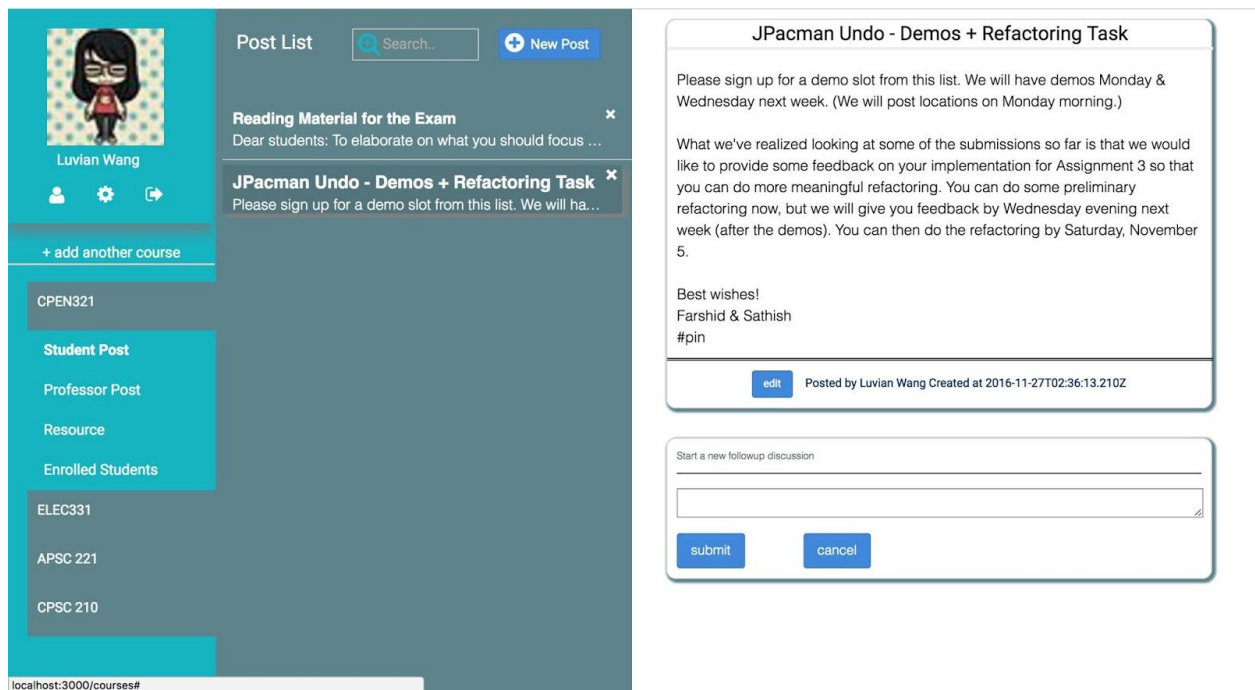 Luvian Wang
+ add another course
CPEN321
Student Post
Professor Post
Resource
Enrolled Students
ELEC331
APSC 221
CPSC 210
localhost:3000/courses#
Post List
Search..
New Post
Reading Material for the Exam
Dear students: To elaborate on what you should focus ...
JPacman Undo - Demos + Refactoring Task
Please sign up for a demo slot from this list. We will ha...
JPacman Undo - Demos + Refactoring Task
Please sign up for a demo slot from this list. We will have demos Monday &
Wednesday next week. (We will post locations on Monday morning.)
What we've realized looking at some of the submissions so far is that we would
like to provide some feedback on your implementation for Assignment 3 so that
you can do more meaningful refactoring. You can do some preliminary
refactoring now, but we will give you feedback by Wednesday evening next
week (after the demos). You can then do the refactoring by Saturday, November
5.
Best wishes!
Farshid & Sathish
#pin
edit Posted by Luvian Wang Created at 2016-11-27T02:36:13.210Z
Start a new followup discussion
submit cancel